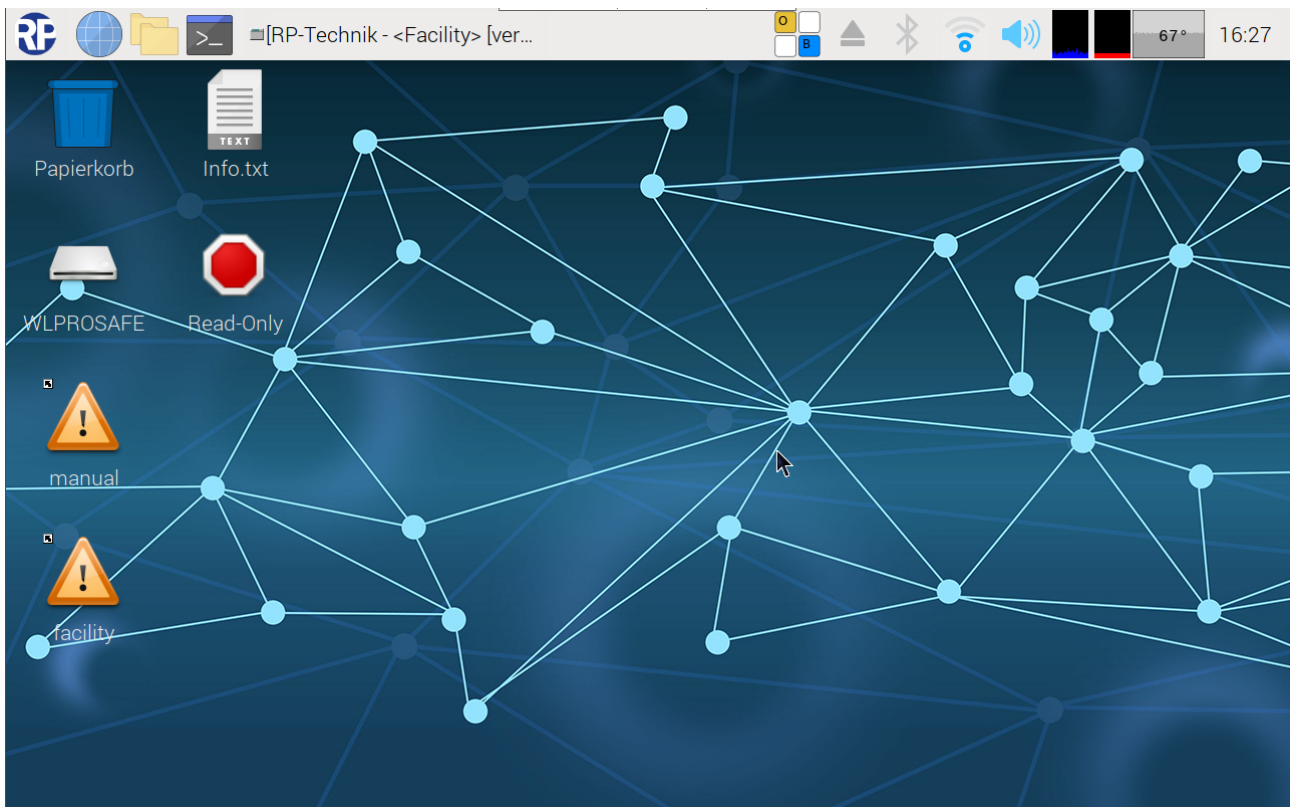 RP
>_
[RP-Technik - <Facility> [ver...
O
B
67°
16:27
TEXT
Papierkorb
Info.txt
WLPROSAFE
Read-Only
!
manual
!
facility